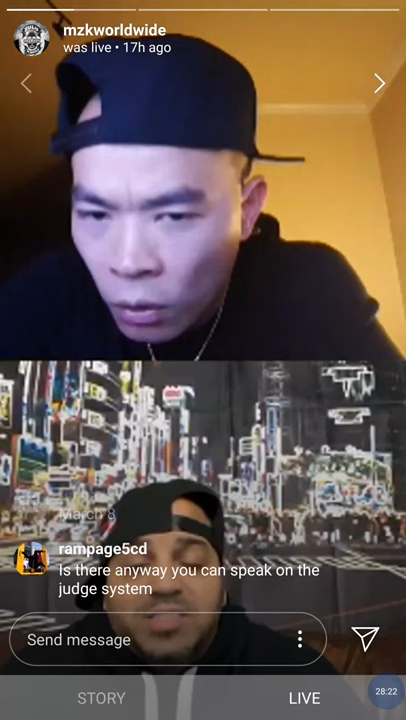 mzkworldwide
was live • 17h ago
March 8
rampage5cd
Is there anyway you can speak on the
judge system
Send message
STORY
LIVE
28:22